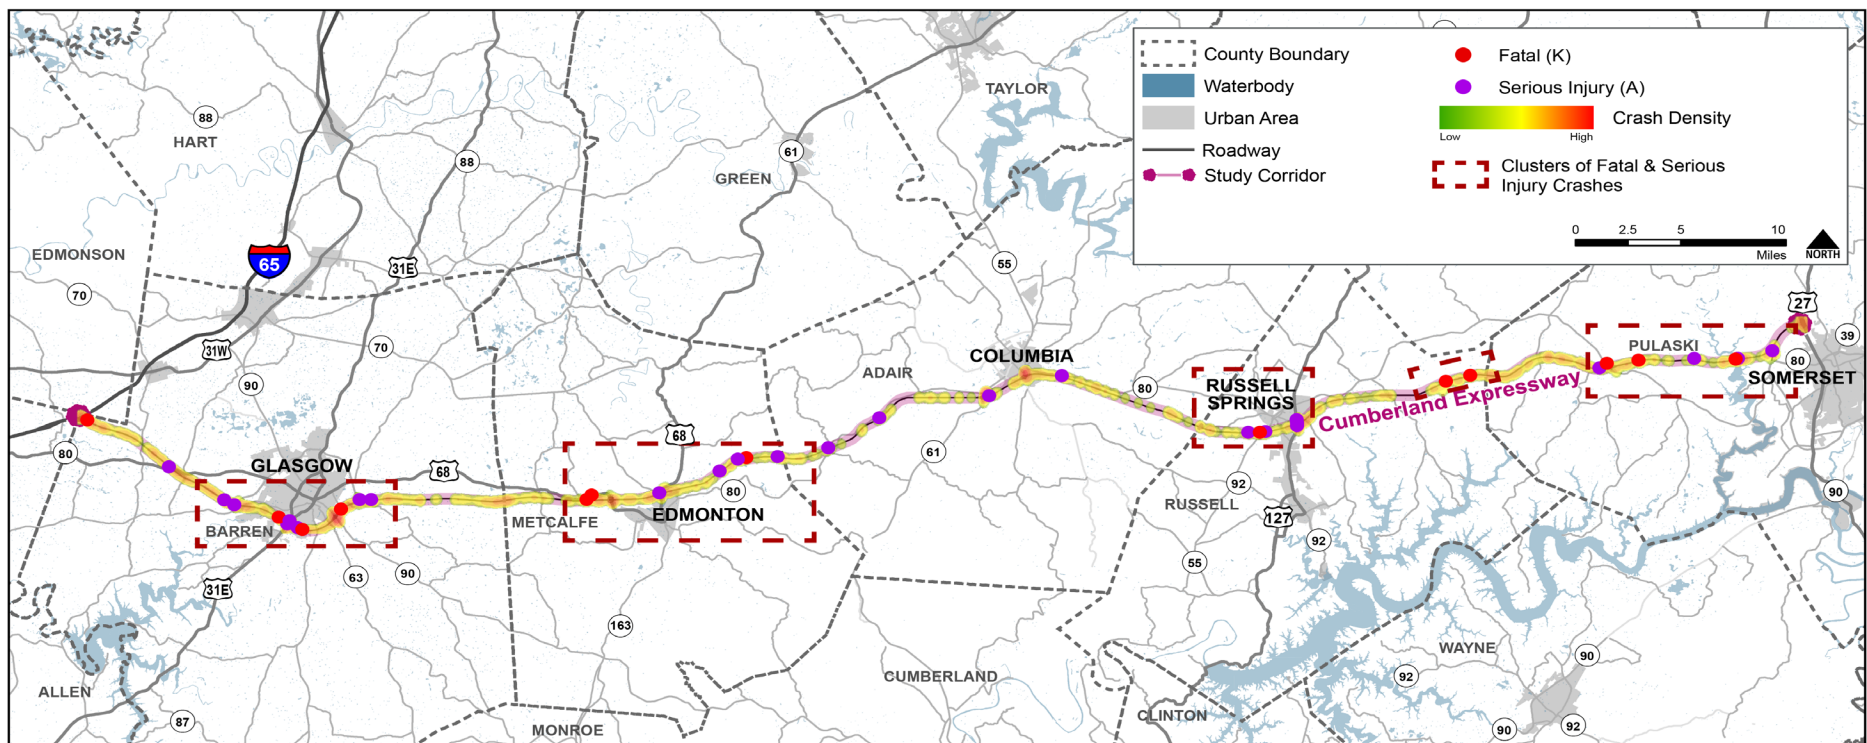 County Boundary
Waterbody
Urban Area
Roadway
Study Corridor
Fatal (K)
Serious Injury (A)
Low
High
Crash Density
Clusters of Fatal & Serious
Injury Crashes
0 2.5 5 10
Miles
NORTH
TAYLOR
88
HART
88
61
GREEN
EDMONSON
65
31E
55
70
27
31W
70
39
PULASKI
COLUMBIA
80
90
ADAIR
80
SOMERSET
RUSSELL
SPRINGS
Cumberland Expressway
80
68
61
GLASGOW
68
80
92
90
RUSSELL
EDMONTON
METCALFE
127
BARREN
92
55
63
90
31E
163
WAYNE
90
CUMBERLAND
92
ALLEN
CLINTON
87
MONROE
90
92